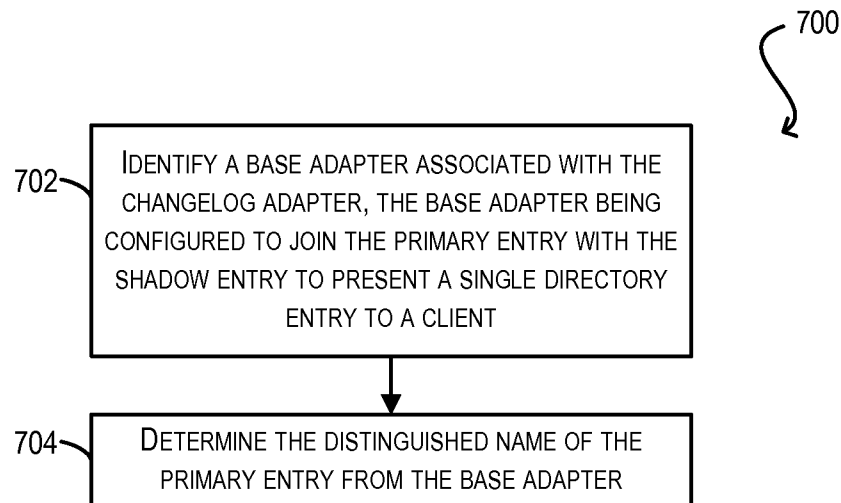 700
702
IDENTIFY A BASE ADAPTER ASSOCIATED WITH THE
CHANGELOG ADAPTER, THE BASE ADAPTER BEING
CONFIGURED TO JOIN THE PRIMARY ENTRY WITH THE
SHADOW ENTRY TO PRESENT A SINGLE DIRECTORY
ENTRY TO A CLIENT
704
DETERMINE THE DISTINGUISHED NAME OF THE
PRIMARY ENTRY FROM THE BASE ADAPTER